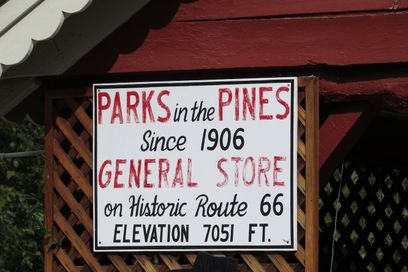 PARKS in the PINES
Since 1906
GENERAL STORE
on Historic Route 66
ELEVATION 7051 FT.